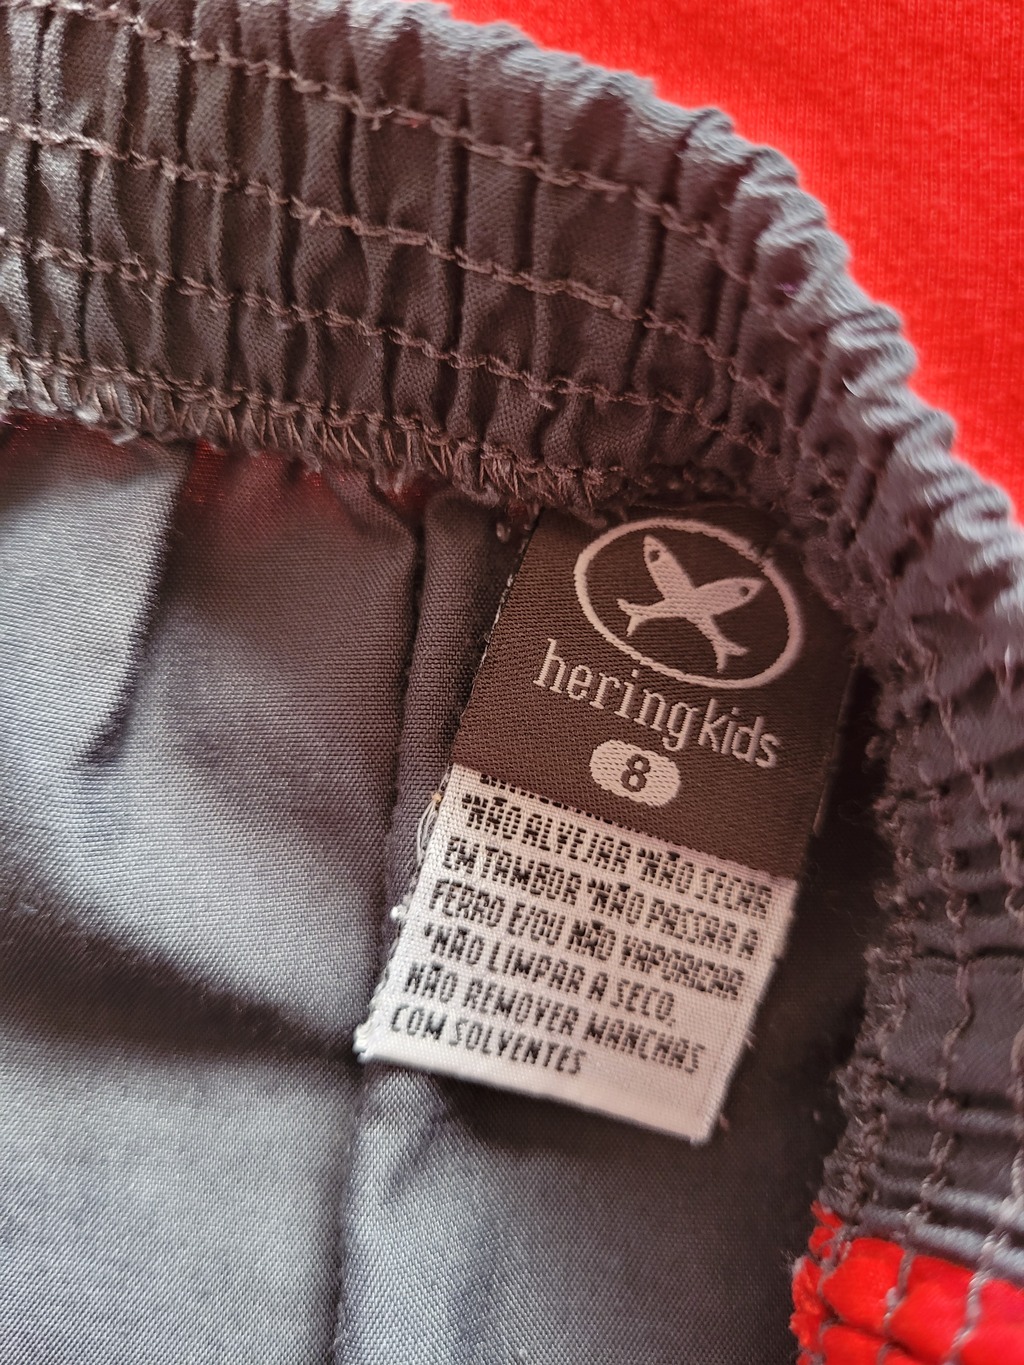 hering kids
8
*NÃO ALVEJAR *NÃO SECAR
EM TAMBOR *NÃO PASSAR A
FERRO E/OU NÃO VAPORIZAR
*NÃO LIMPAR A SECO,
NÃO REMOVER MANCHAS
COM SOLVENTES